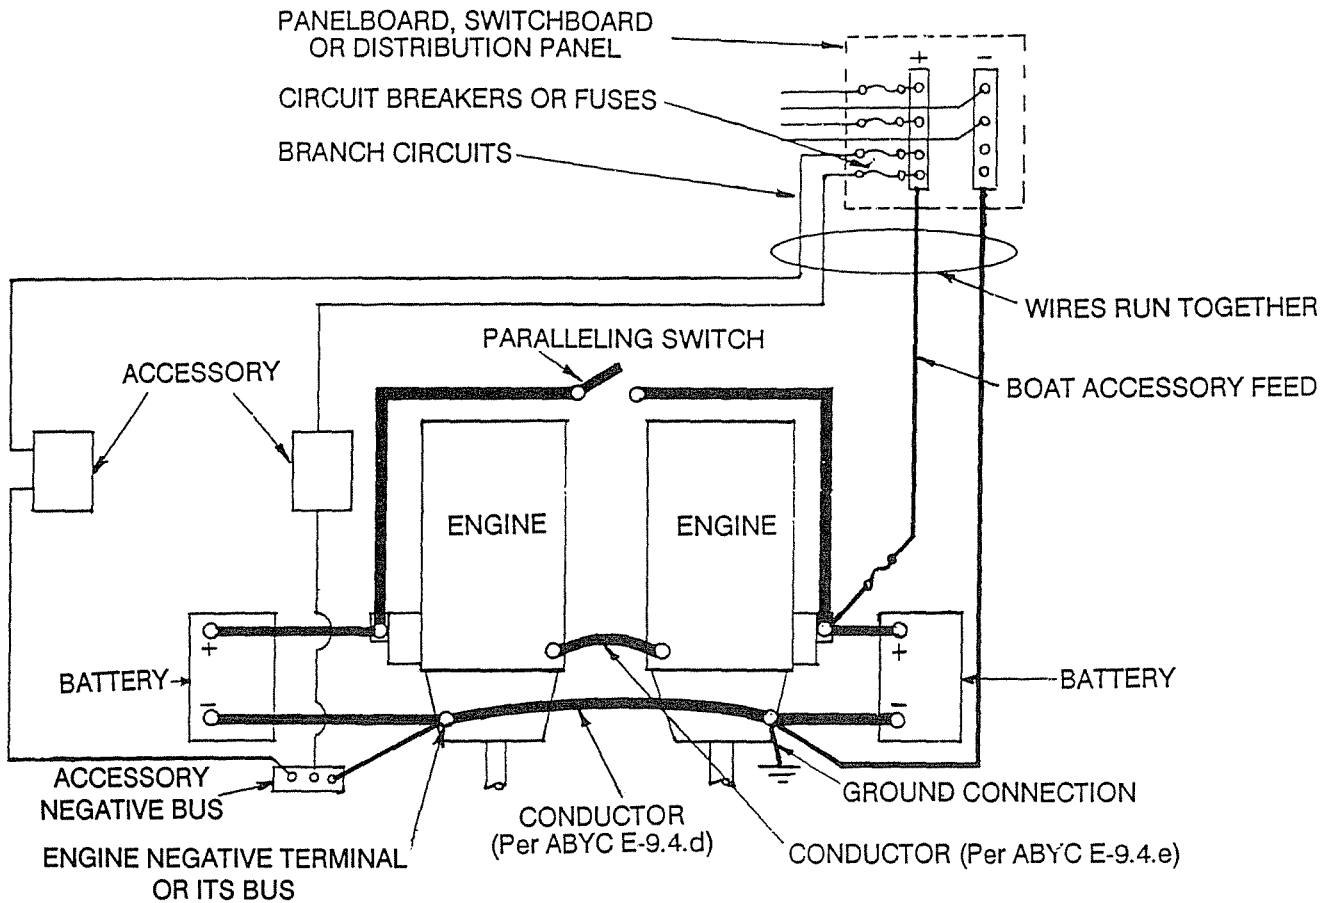 PANELBOARD, SWITCHBOARD
OR DISTRIBUTION PANEL
+ −
CIRCUIT BREAKERS OR FUSES
BRANCH CIRCUITS
WIRES RUN TOGETHER
PARALLELING SWITCH
ACCESSORY
BOAT ACCESSORY FEED
ENGINE
ENGINE
+
+
BATTERY
BATTERY
−
−
ACCESSORY
NEGATIVE BUS
GROUND CONNECTION
CONDUCTOR
(Per ABYC E-9.4.d)
ENGINE NEGATIVE TERMINAL
OR ITS BUS
CONDUCTOR (Per ABYC E-9.4.e)